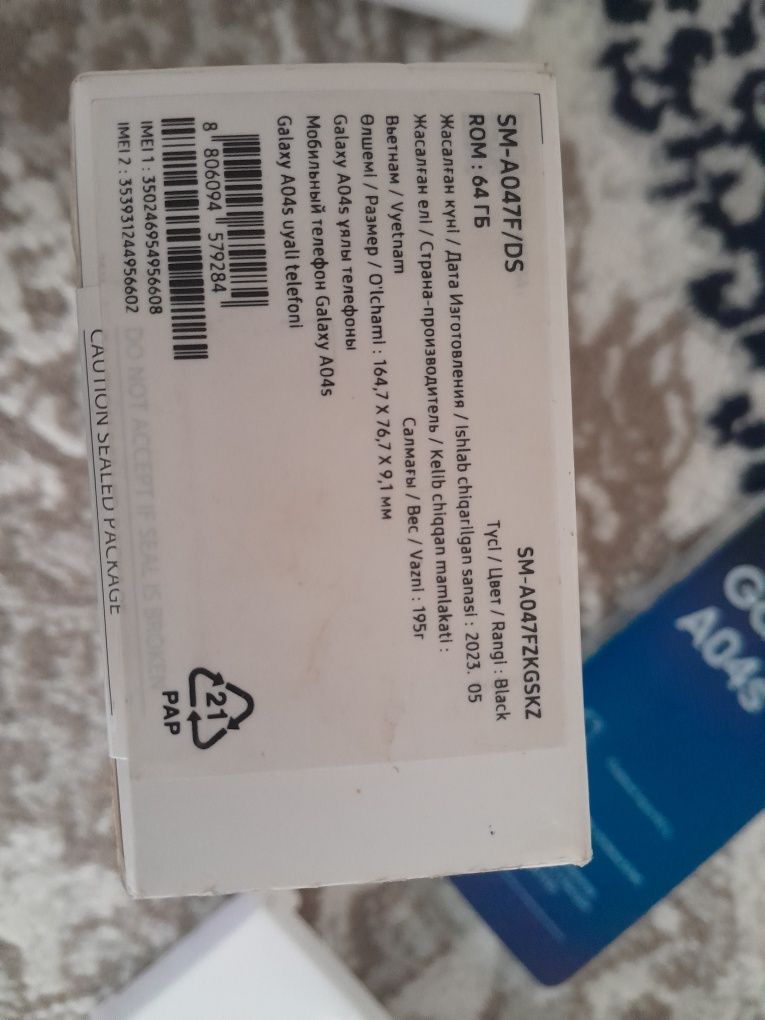 SM-A047F/DS
SM-A047FZKGSKZ
ROM : 64 ГБ
Түсі / Цвет / Rangi : Black
Жасалған күні / Дата Изготовления / Ishlab chiqarilgan sanasi : 2023. 05
Жасалған елі / Страна-производитель / Kelib chiqqan mamlakati :
Вьетнам / Vyetnam
Салмағы / Вес / Vazni : 195г
Өлшемі / Размер / O'lchami : 164,7 X 76,7 X 9,1 мм
Galaxy A04s ұялы телефоны
Мобильный телефон Galaxy A04s
Galaxy A04s uyali telefoni
8 806094 579284
IMEI 1 : 350246954956608
IMEI 2 : 353931244956602
21
PAP
DO NOT ACCEPT IF SEAL IS BROKEN
CAUTION SEALED PACKAGE
A04s